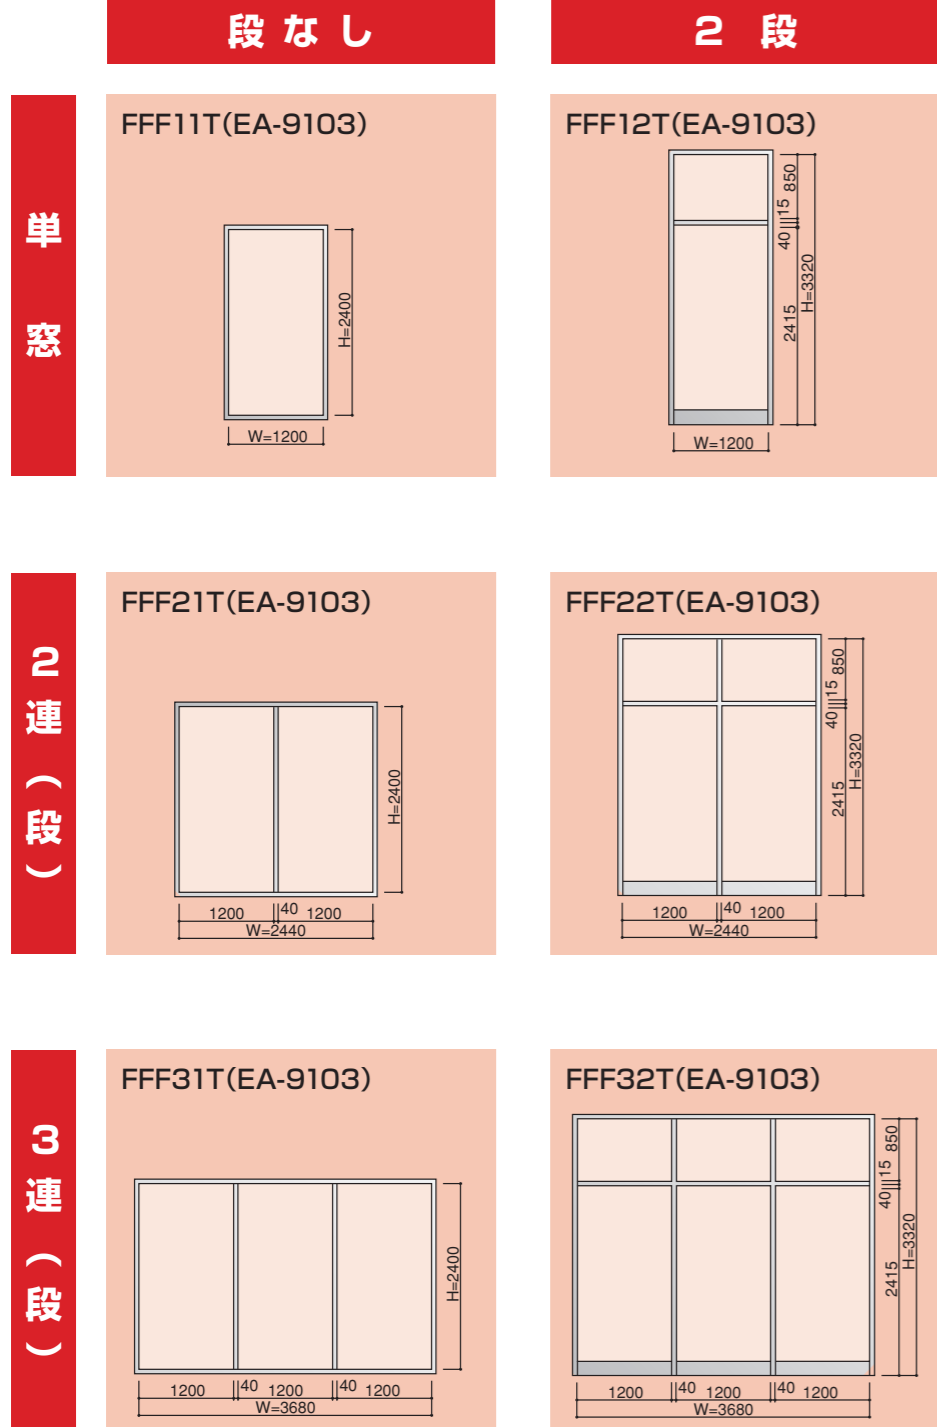 段なし
2段
単窓
FFF11T(EA-9103)
H=2400
W=1200
FFF12T(EA-9103)
850
15
40
2415
H=3320
W=1200
2連(段)
FFF21T(EA-9103)
H=2400
1200 40 1200
W=2440
FFF22T(EA-9103)
850
15
40
2415
H=3320
1200 40 1200
W=2440
3連(段)
FFF31T(EA-9103)
H=2400
1200 40 1200 40 1200
W=3680
FFF32T(EA-9103)
850
15
40
2415
H=3320
1200 40 1200 40 1200
W=3680